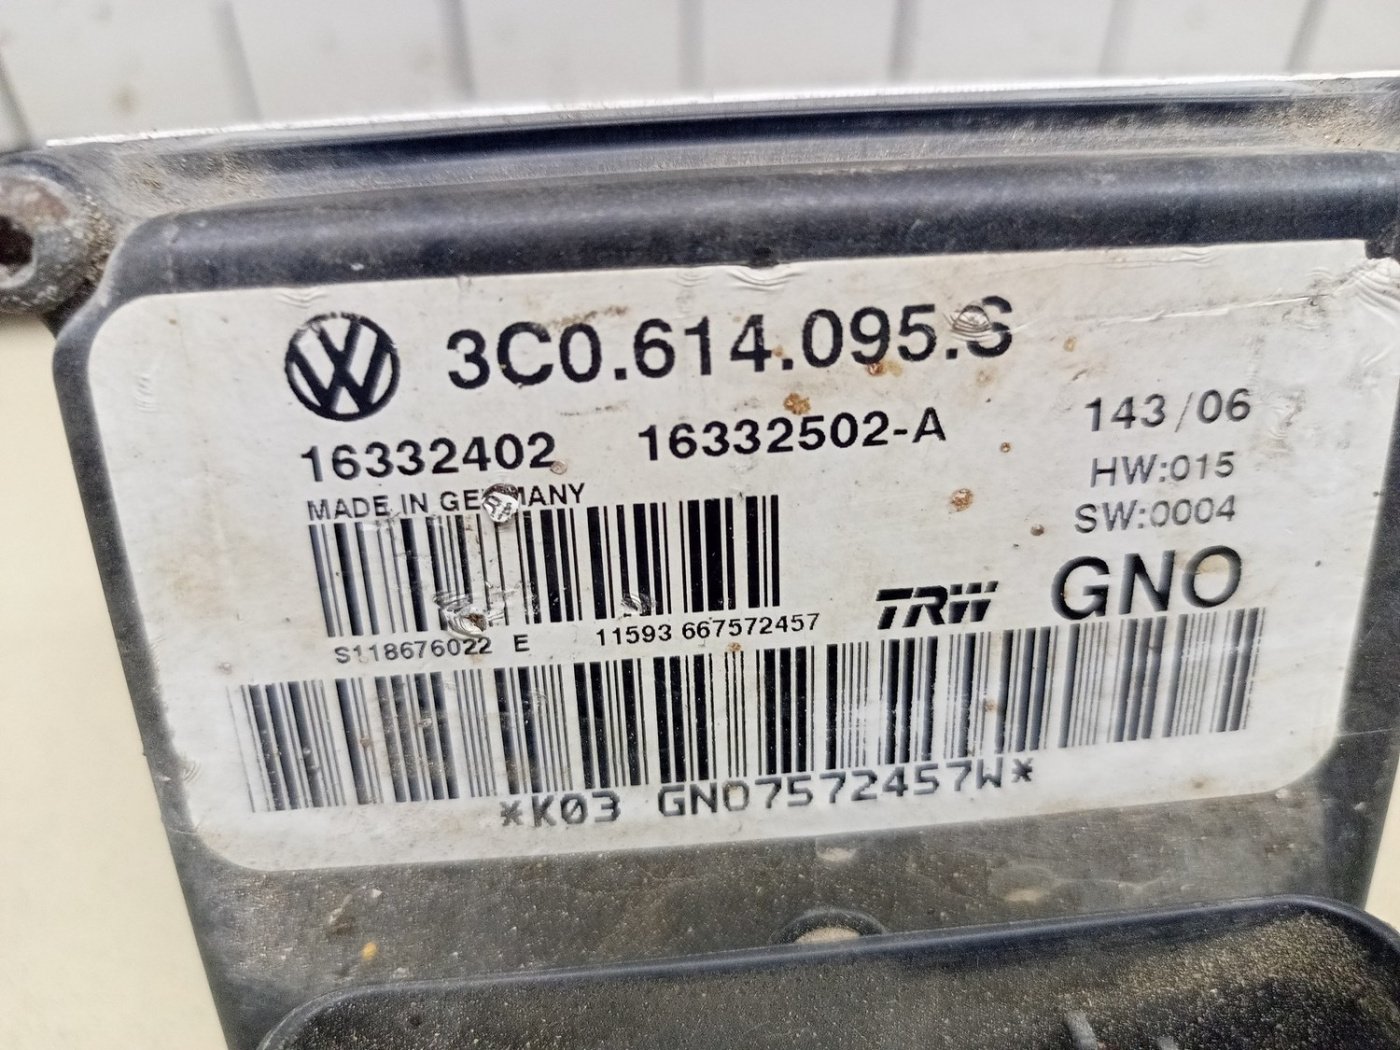 3C0.614.095.S
16332402 16332502-A
143/06
MADE IN GERMANY
HW:015
SW:0004
S118676022 E 11593 667572457
TRW GNO
*K03 GNO7572457W*